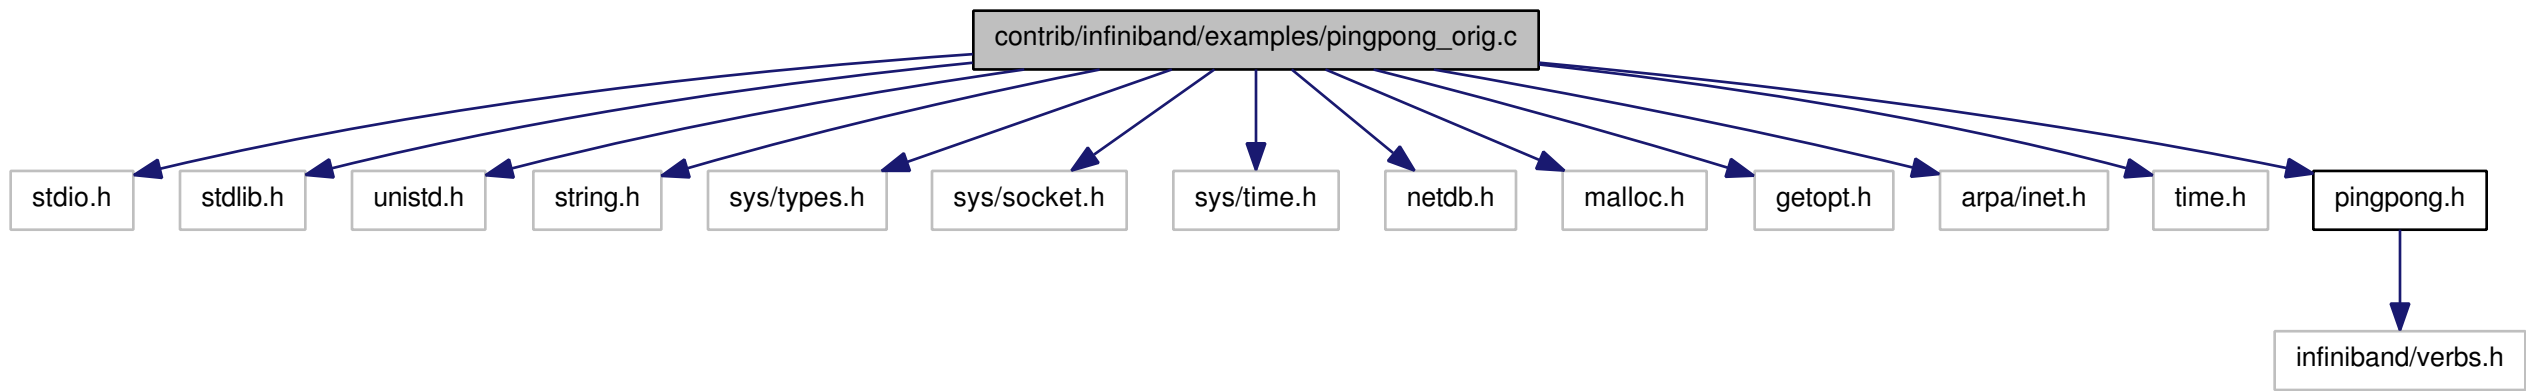 contrib/infiniband/examples/pingpong_orig.c
stdio.h
stdlib.h
unistd.h
string.h
sys/types.h
sys/socket.h
sys/time.h
netdb.h
malloc.h
getopt.h
arpa/inet.h
time.h
pingpong.h
infiniband/verbs.h